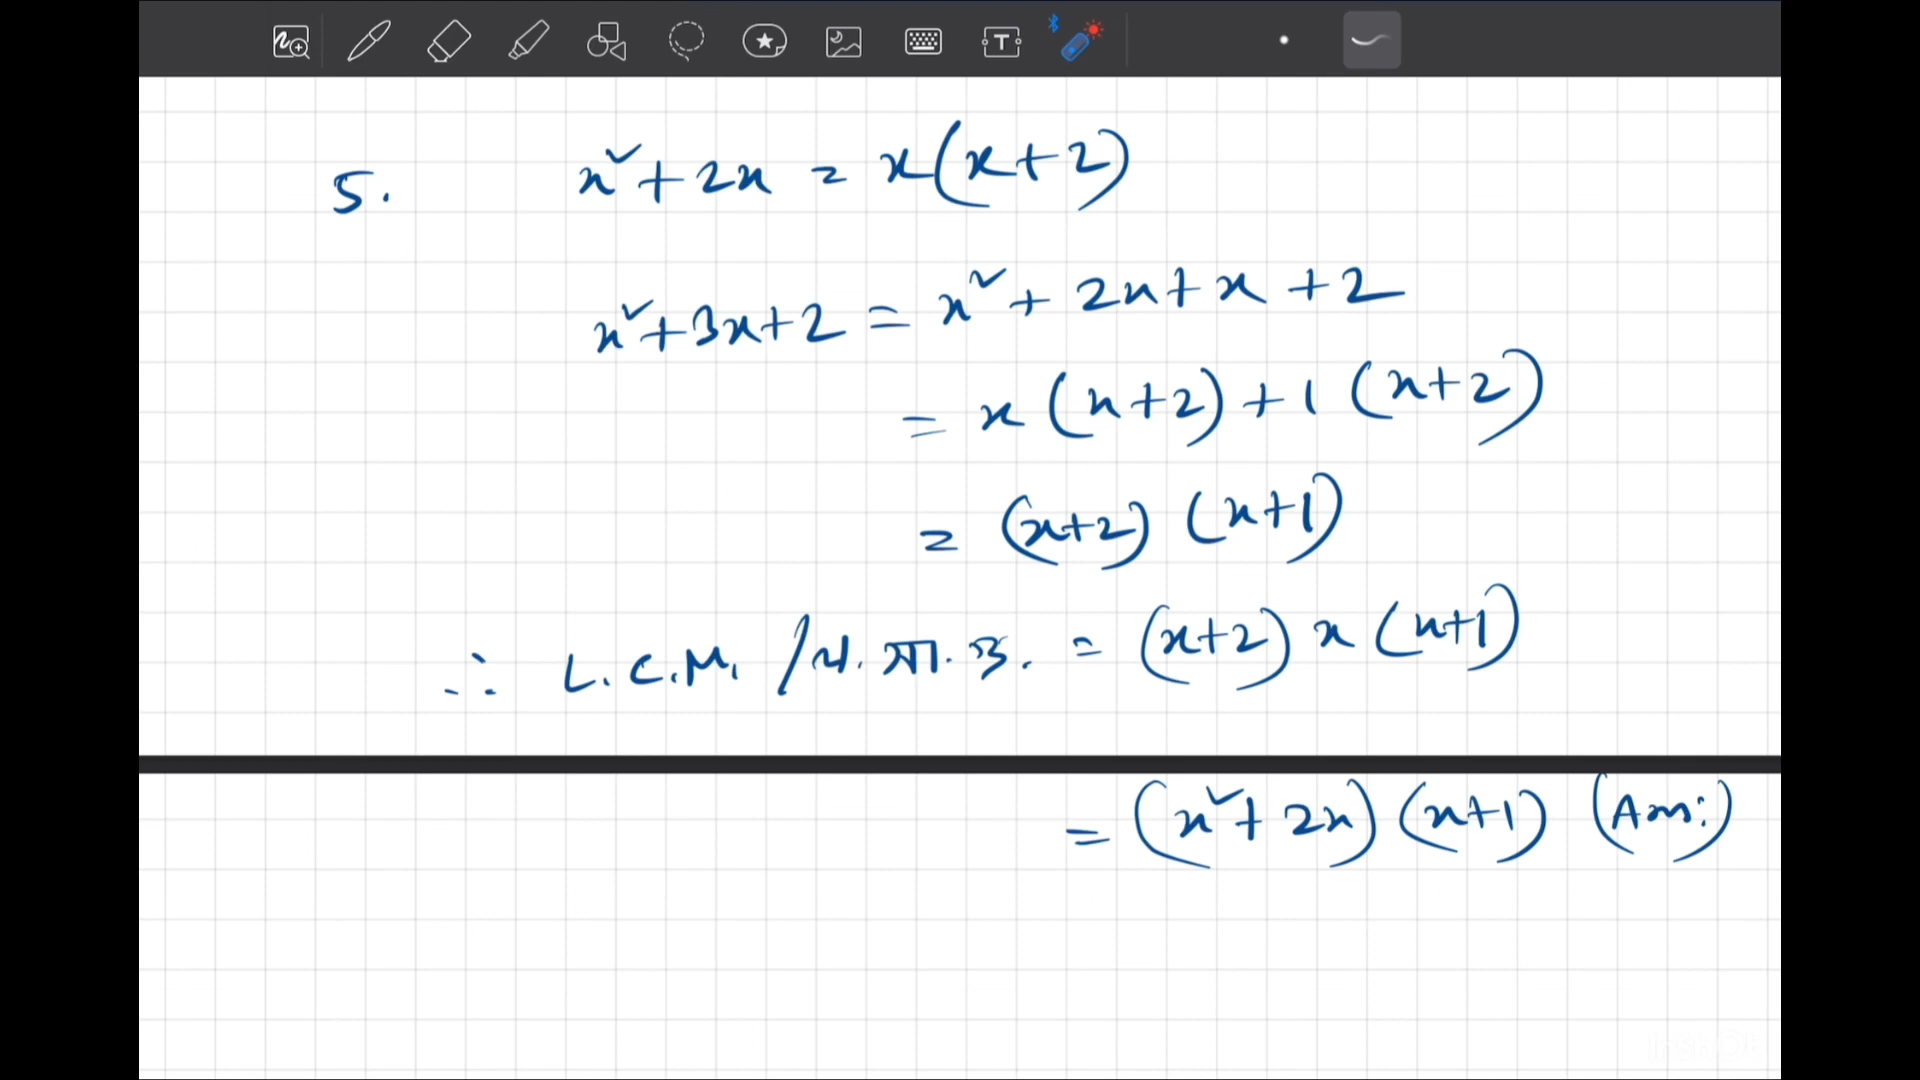 5. x² + 2x = x(x+2)
x² + 3x + 2 = x² + 2x + x + 2
= x (x+2) + 1 (x+2)
= (x+2) (x+1)
∴ L.C.M. / ল.সা.গু. = (x+2) x (x+1)
= (x² + 2x) (x+1) (Ans:)